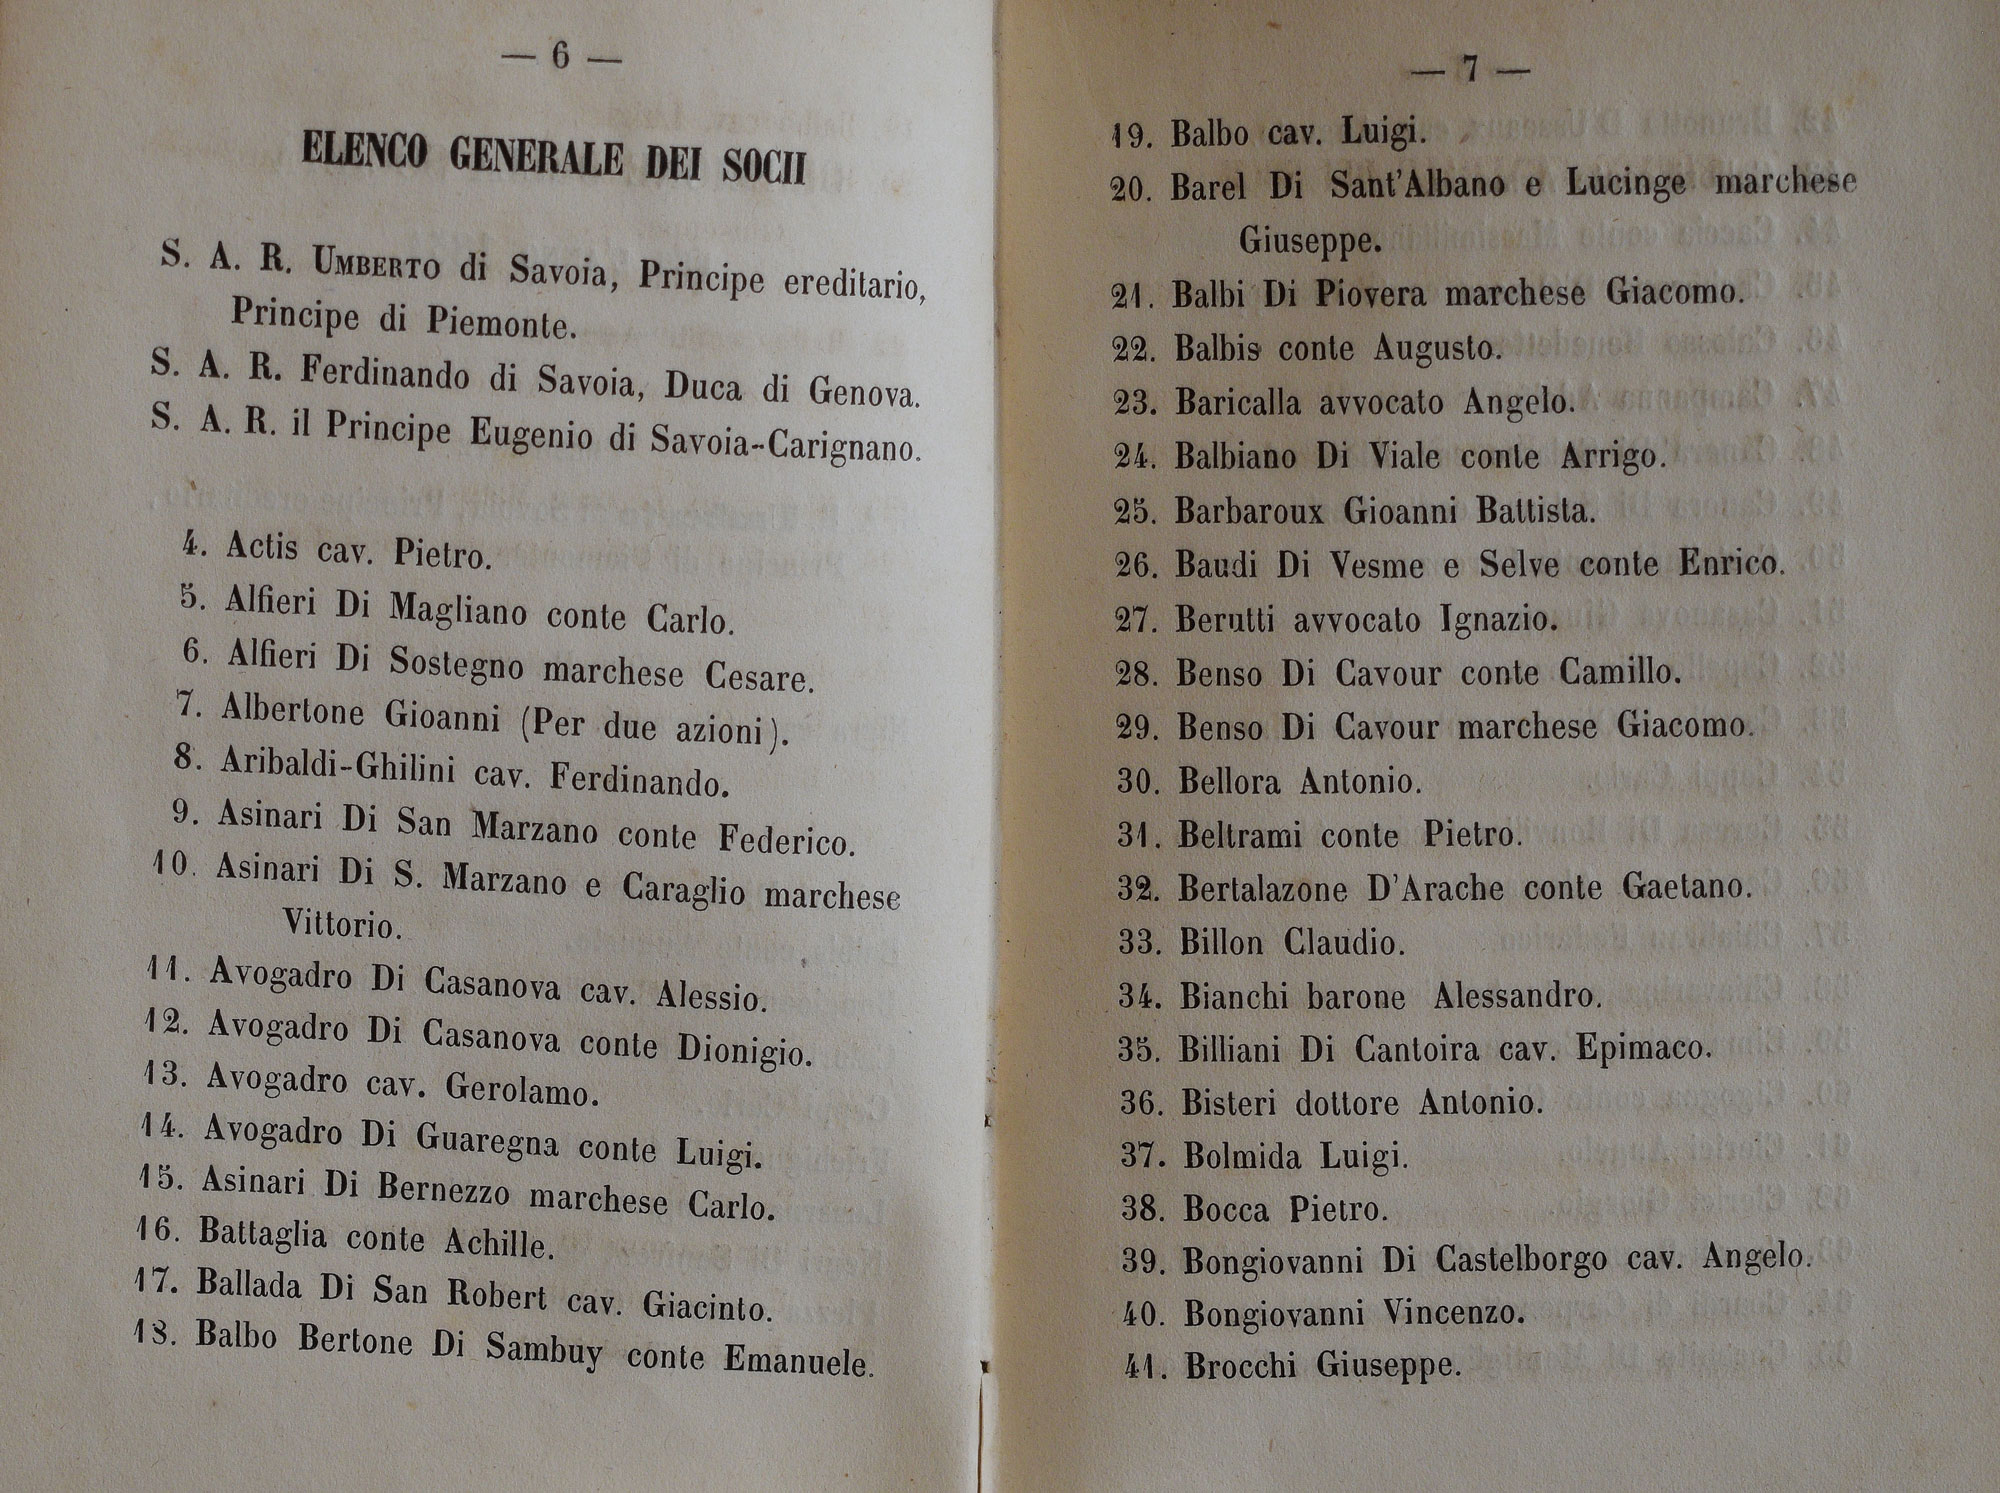 — 6 —
ELENCO GENERALE DEI SOCII
S. A. R. UMBERTO di Savoia, Principe ereditario,
Principe di Piemonte.
S. A. R. Ferdinando di Savoia, Duca di Genova.
S. A. R. il Principe Eugenio di Savoia-Carignano.
4. Actis cav. Pietro.
5. Alfieri Di Magliano conte Carlo.
6. Alfieri Di Sostegno marchese Cesare.
7. Albertone Gioanni (Per due azioni).
8. Aribaldi-Ghilini cav. Ferdinando.
9. Asinari Di San Marzano conte Federico.
10. Asinari Di S. Marzano e Caraglio marchese
Vittorio.
11. Avogadro Di Casanova cav. Alessio.
12. Avogadro Di Casanova conte Dionigio.
13. Avogadro cav. Gerolamo.
14. Avogadro Di Guaregna conte Luigi.
15. Asinari Di Bernezzo marchese Carlo.
16. Battaglia conte Achille.
17. Ballada Di San Robert cav. Giacinto.
18. Balbo Bertone Di Sambuy conte Emanuele.
— 7 —
19. Balbo cav. Luigi.
20. Barel Di Sant'Albano e Lucinge marchese
Giuseppe.
21. Balbi Di Piovera marchese Giacomo.
22. Balbis conte Augusto.
23. Baricalla avvocato Angelo.
24. Balbiano Di Viale conte Arrigo.
25. Barbaroux Gioanni Battista.
26. Baudi Di Vesme e Selve conte Enrico.
27. Berutti avvocato Ignazio.
28. Benso Di Cavour conte Camillo.
29. Benso Di Cavour marchese Giacomo.
30. Bellora Antonio.
31. Beltrami conte Pietro.
32. Bertalazone D'Arache conte Gaetano.
33. Billon Claudio.
34. Bianchi barone Alessandro.
35. Billiani Di Cantoira cav. Epimaco.
36. Bisteri dottore Antonio.
37. Bolmida Luigi.
38. Bocca Pietro.
39. Bongiovanni Di Castelborgo cav. Angelo.
40. Bongiovanni Vincenzo.
41. Brocchi Giuseppe.